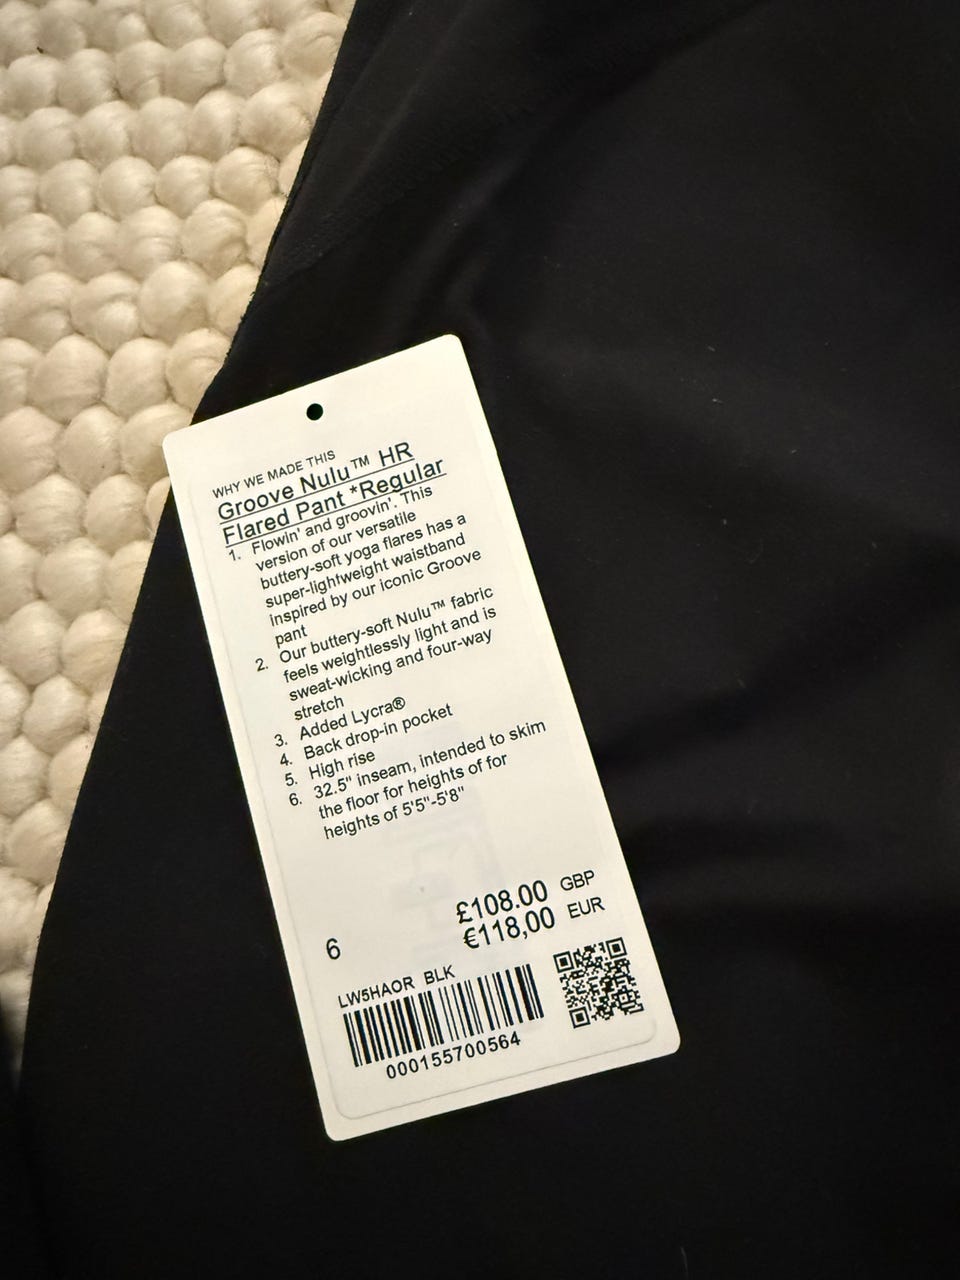 WHY WE MADE THIS
Groove Nulu™ HR
Flared Pant *Regular
1. Flowin' and groovin'. This
version of our versatile
buttery-soft yoga flares has a
super-lightweight waistband
inspired by our iconic Groove
pant
2. Our buttery-soft Nulu™ fabric
feels weightlessly light and is
sweat-wicking and four-way
stretch
3. Added Lycra®
4. Back drop-in pocket
5. High rise
6. 32.5" inseam, intended to skim
the floor for heights of for
heights of 5'5"-5'8"
£108.00 GBP
€118,00 EUR
6
LW5HAOR BLK
000155700564